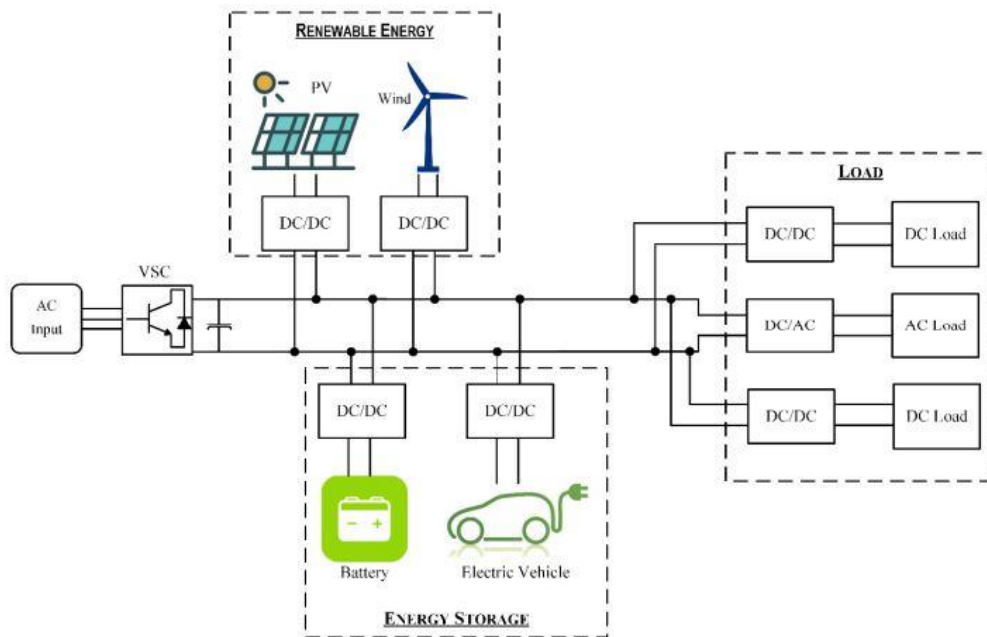 RENEWABLE ENERGY
PV
Wind
DC/DC
DC/DC
LOAD
DC/DC
DC Load
VSC
AC
Input
DC/AC
AC Load
DC/DC
DC/DC
DC/DC
DC Load
Battery
Electric Vehicle
ENERGY STORAGE